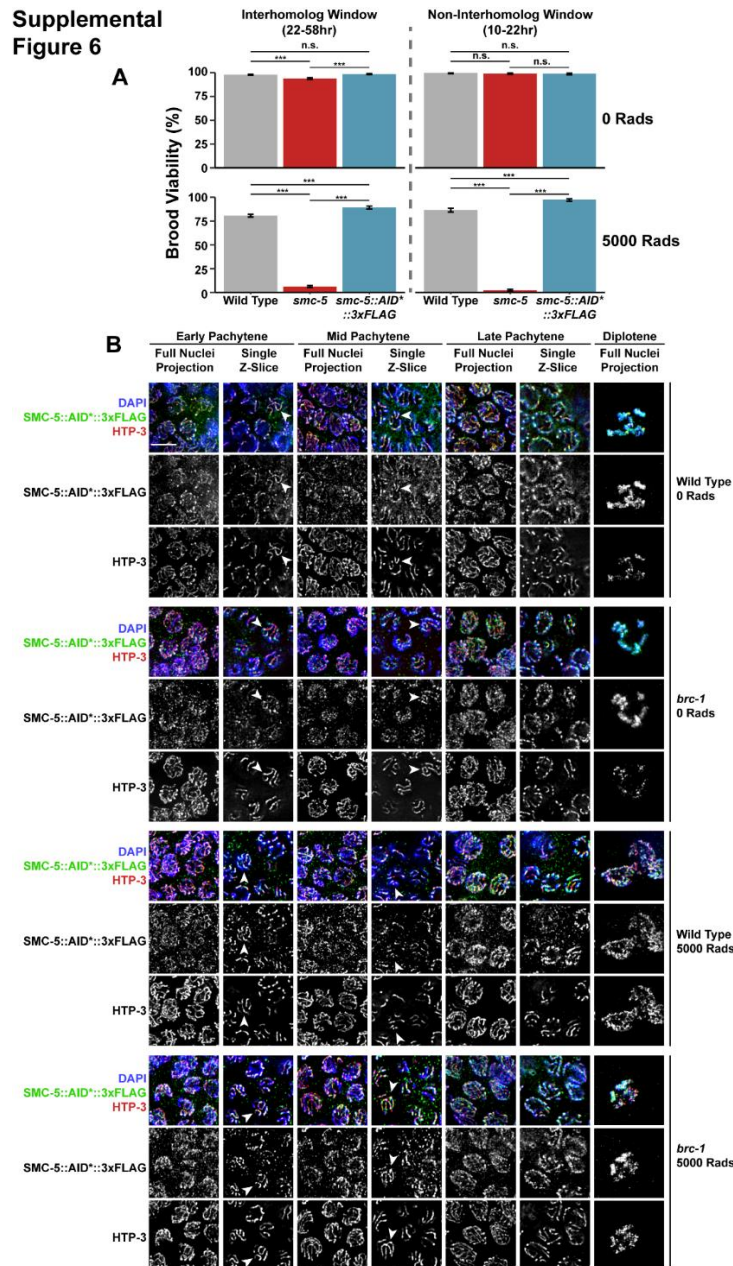 Supplemental
Figure 6
A
Interhomolog Window
(22-58hr)
Non-Interhomolog Window
(10-22hr)
Brood Viability (%)
n.s.
***
***
n.s.
n.s.
n.s.
100
75
50
25
0
0 Rads
***
***
***
***
***
***
100
75
50
25
0
5000 Rads
Wild Type
smc-5
smc-5::AID*
::3xFLAG
Wild Type
smc-5
smc-5::AID*
::3xFLAG
B
Early Pachytene
Mid Pachytene
Late Pachytene
Diplotene
Full Nuclei
Projection
Single
Z-Slice
Full Nuclei
Projection
Single
Z-Slice
Full Nuclei
Projection
Single
Z-Slice
Full Nuclei
Projection
DAPI
SMC-5::AID*::3xFLAG
HTP-3
SMC-5::AID*::3xFLAG
HTP-3
Wild Type
0 Rads
DAPI
SMC-5::AID*::3xFLAG
HTP-3
SMC-5::AID*::3xFLAG
HTP-3
brc-1
0 Rads
DAPI
SMC-5::AID*::3xFLAG
HTP-3
SMC-5::AID*::3xFLAG
HTP-3
Wild Type
5000 Rads
DAPI
SMC-5::AID*::3xFLAG
HTP-3
SMC-5::AID*::3xFLAG
HTP-3
brc-1
5000 Rads